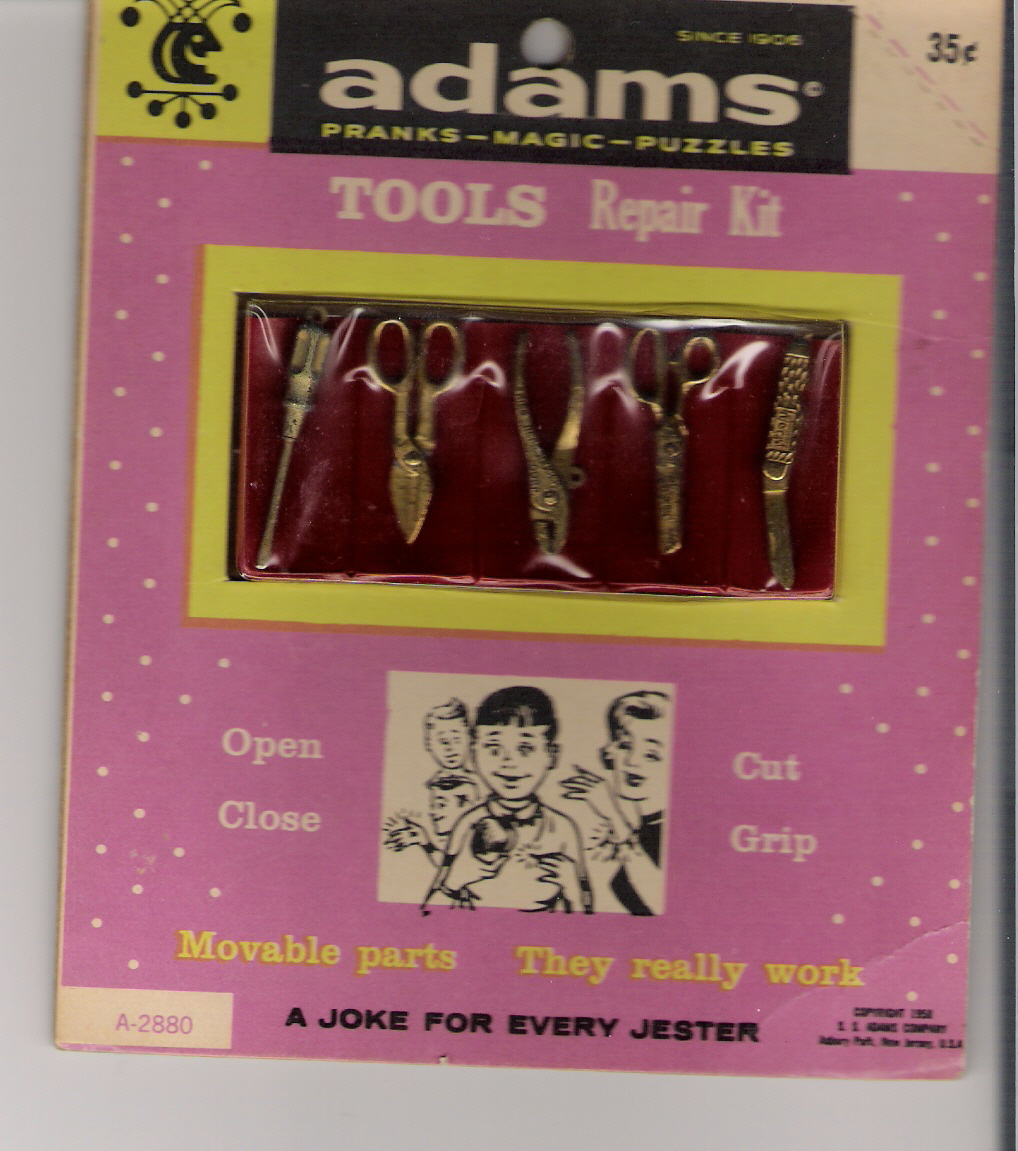 SINCE 1906
35¢
adams®
PRANKS—MAGIC—PUZZLES
TOOLS Repair Kit
Open
Close
Cut
Grip
Movable parts They really work
A-2880
A JOKE FOR EVERY JESTER
COPYRIGHT 1958
S. S. ADAMS COMPANY
Asbury Park, New Jersey, U.S.A